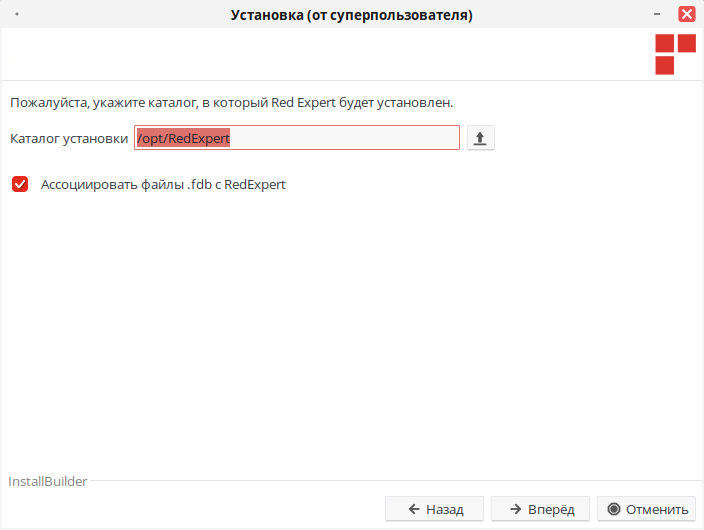 Установка (от суперпользователя)
Пожалуйста, укажите каталог, в который Red Expert будет установлен.
Каталог установки /opt/RedExpert
Ассоциировать файлы .fdb с RedExpert
InstallBuilder
Назад Вперёд Отменить